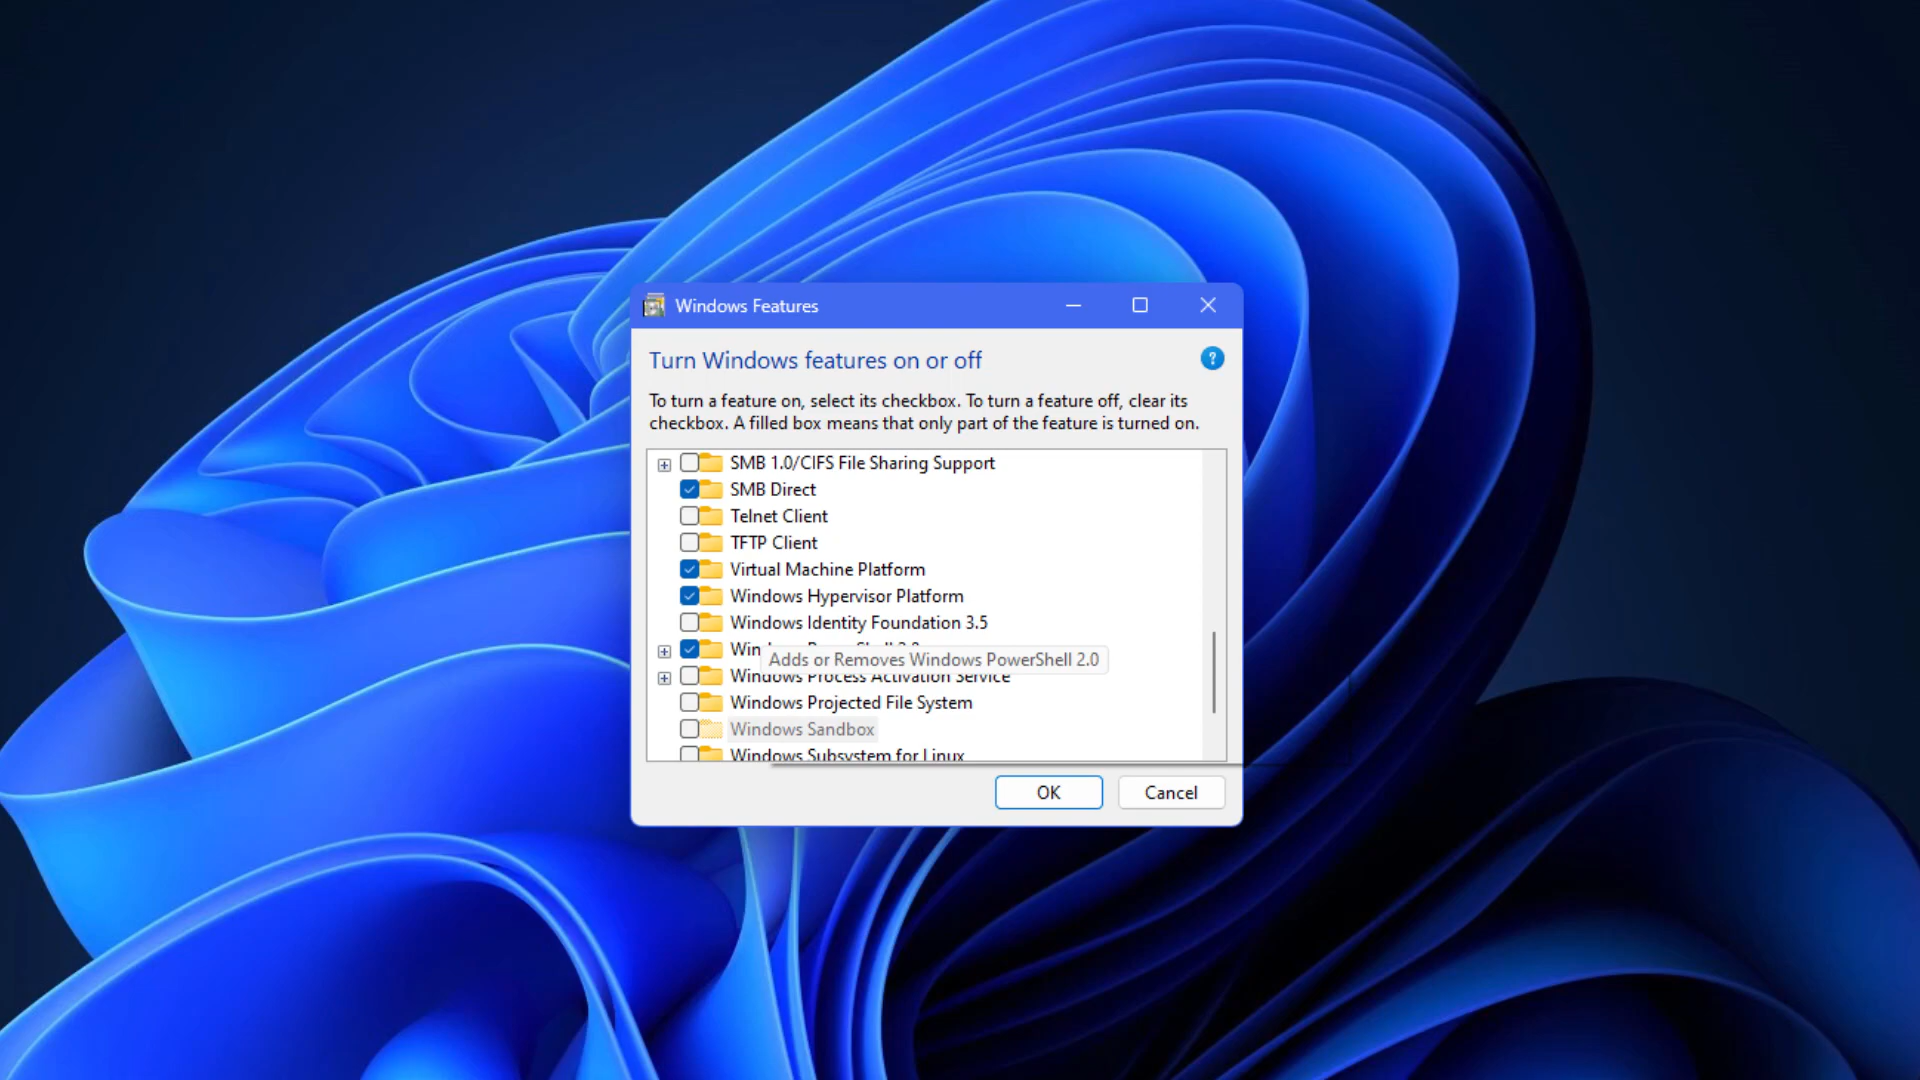 Windows Features
Turn Windows features on or off
?
To turn a feature on, select its checkbox. To turn a feature off, clear its
checkbox. A filled box means that only part of the feature is turned on.
SMB 1.0/CIFS File Sharing Support
SMB Direct
Telnet Client
TFTP Client
Virtual Machine Platform
Windows Hypervisor Platform
Windows Identity Foundation 3.5
Adds or Removes Windows PowerShell 2.0
Windows Process Activation Service
Windows Projected File System
Windows Sandbox
Windows Subsystem for Linux
OK
Cancel